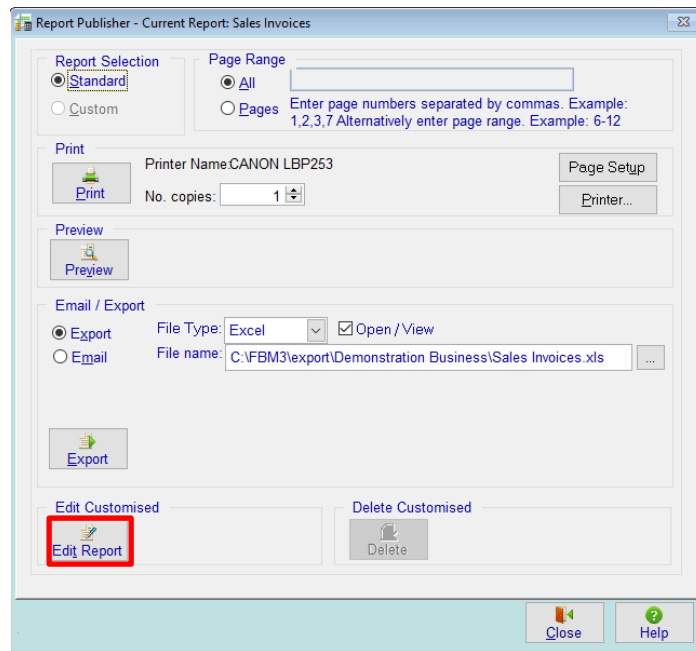 Report Publisher - Current Report: Sales Invoices
Report Selection
Standard
Custom
Page Range
All
Pages
Enter page numbers separated by commas. Example:
1,2,3,7 Alternatively enter page range. Example: 6-12
Print
Print
Printer Name:CANON LBP253
No. copies: 1
Page Setup
Printer...
Preview
Preview
Email / Export
Export
Email
File Type: Excel
Open / View
File name: C:\FBM3\export\Demonstration Business\Sales Invoices.xls
...
Export
Edit Customised
Edit Report
Delete Customised
Delete
Close
Help